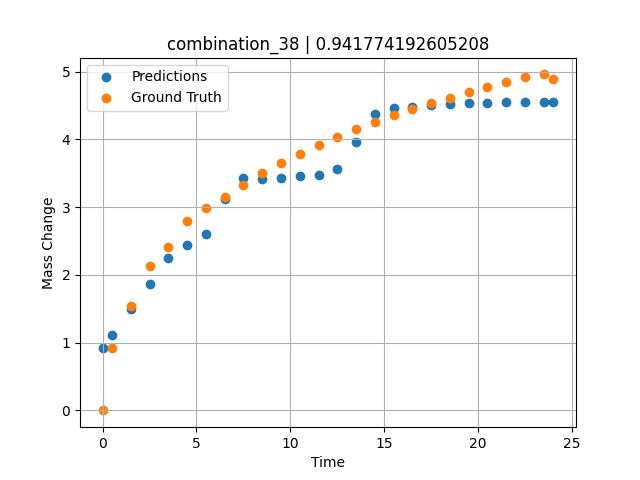 combination_38 | 0.941774192605208
Predictions
Ground Truth
Mass Change
5
4
3
2
1
0
0 5 10 15 20 25
Time